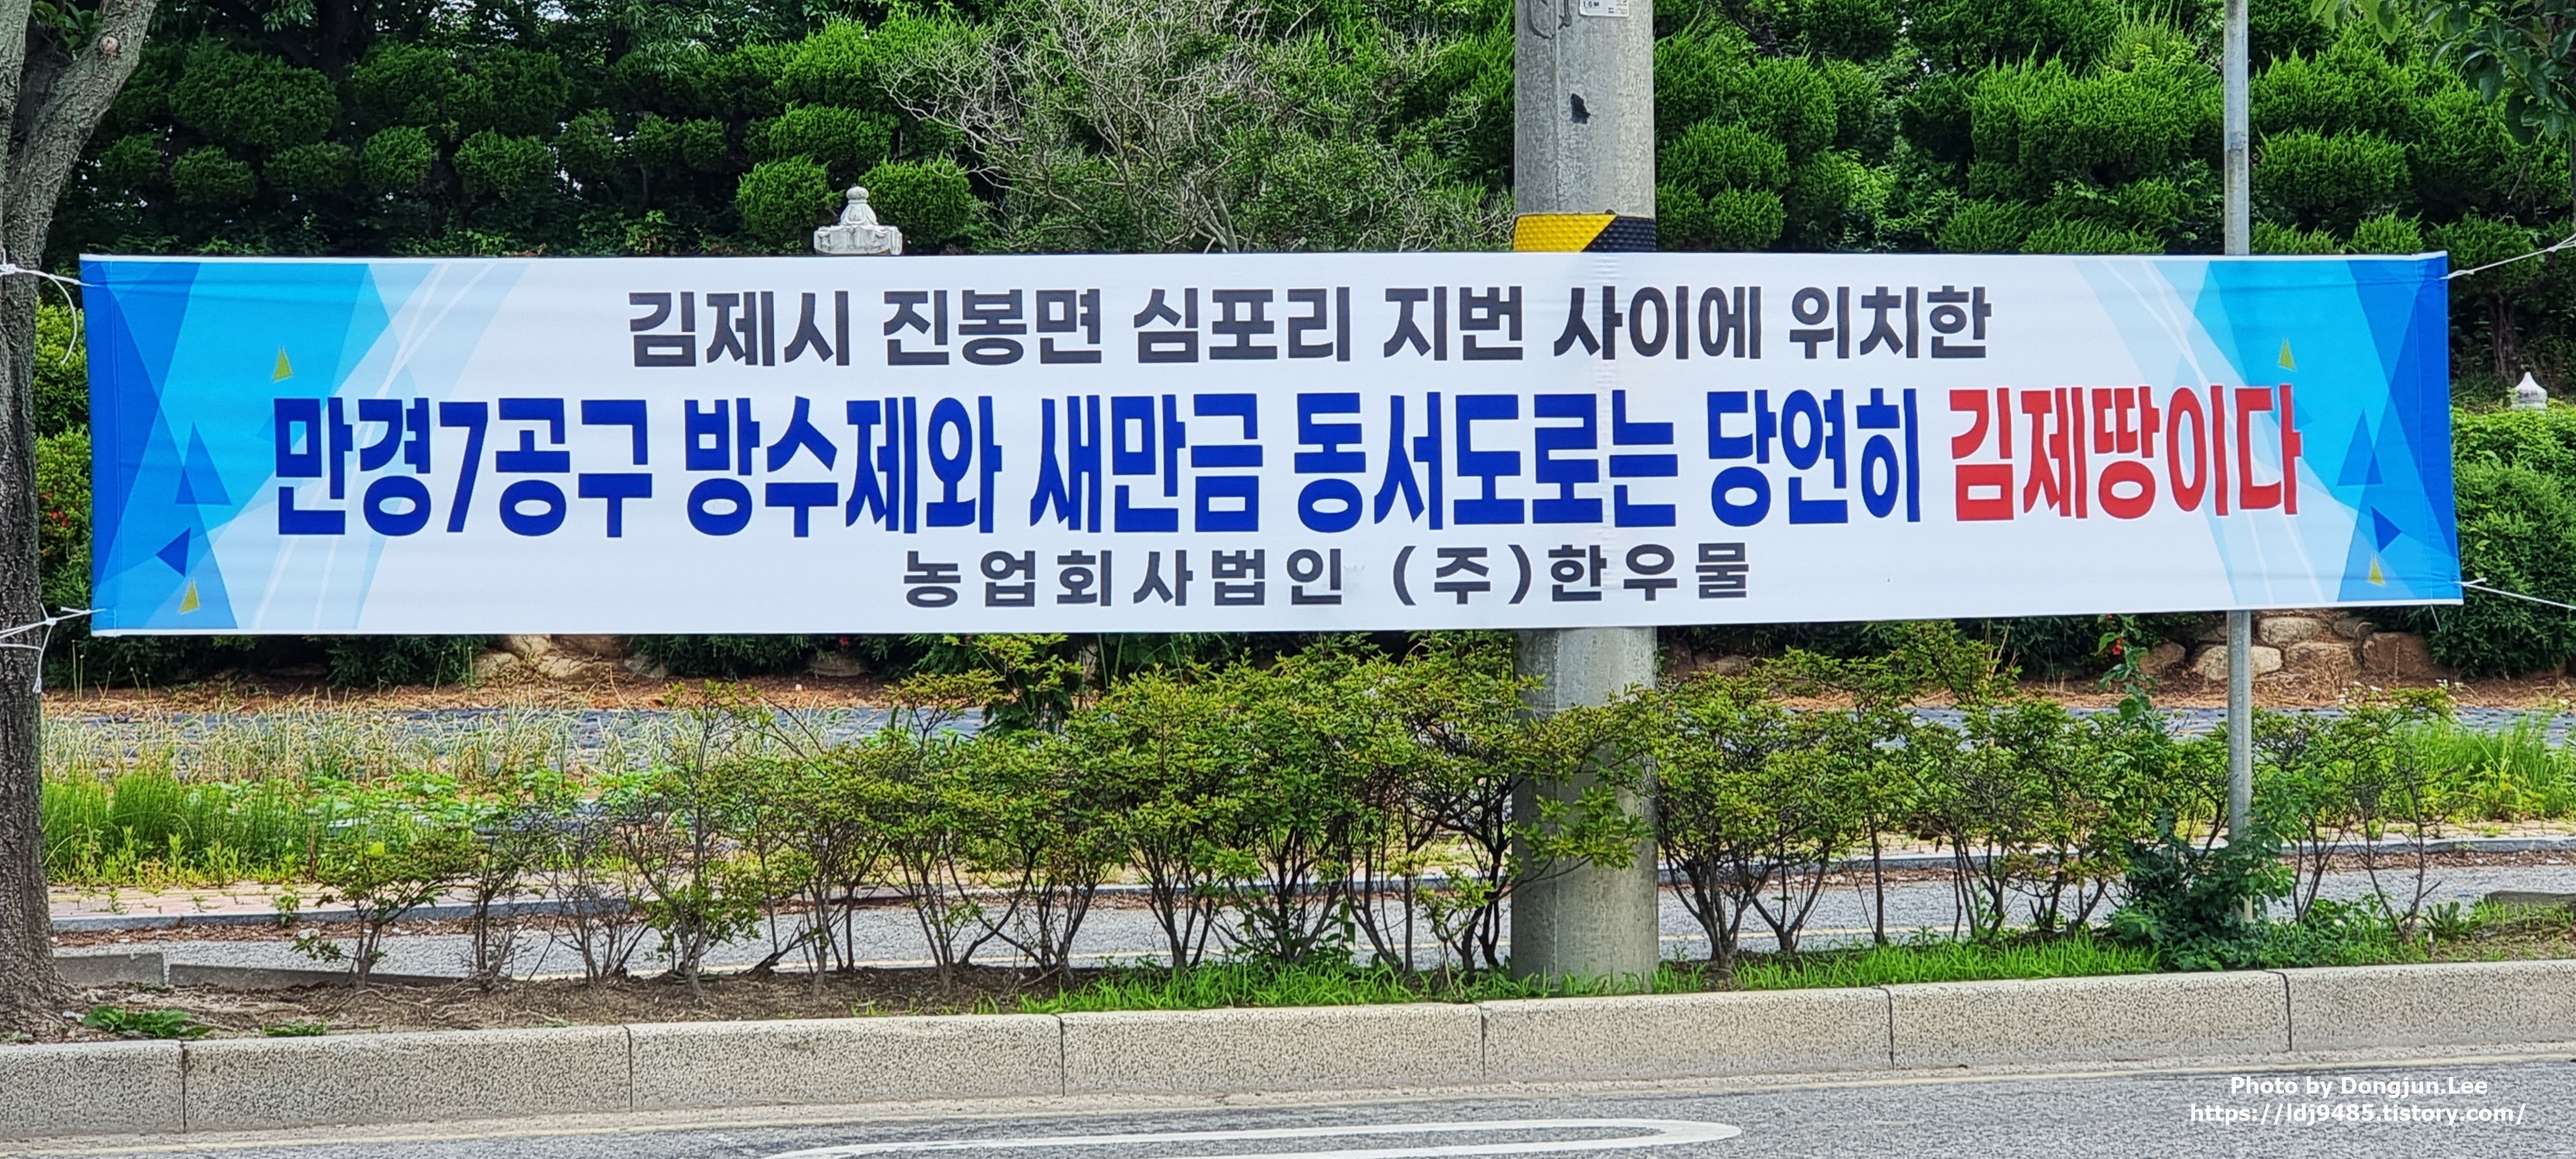 김제시 진봉면 심포리 지번 사이에 위치한
만경7공구 방수제와 새만금 동서도로는 당연히 김제땅이다
농업회사법인 (주)한우물
Photo by Dongjun.Lee
https://ldj9485.tistory.com/